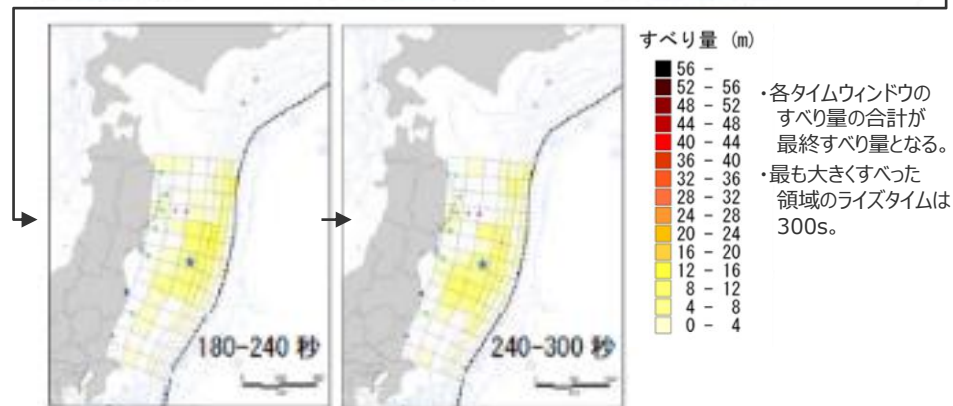 すべり量 (m)
56 -
52 - 56
48 - 52
44 - 48
40 - 44
36 - 40
32 - 36
28 - 32
24 - 28
20 - 24
16 - 20
12 - 16
8 - 12
4 - 8
0 - 4
・各タイムウィンドウの
すべり量の合計が
最終すべり量となる。
・最も大きくすべった
領域のライズタイムは
300s。
180-240 秒
240-300 秒